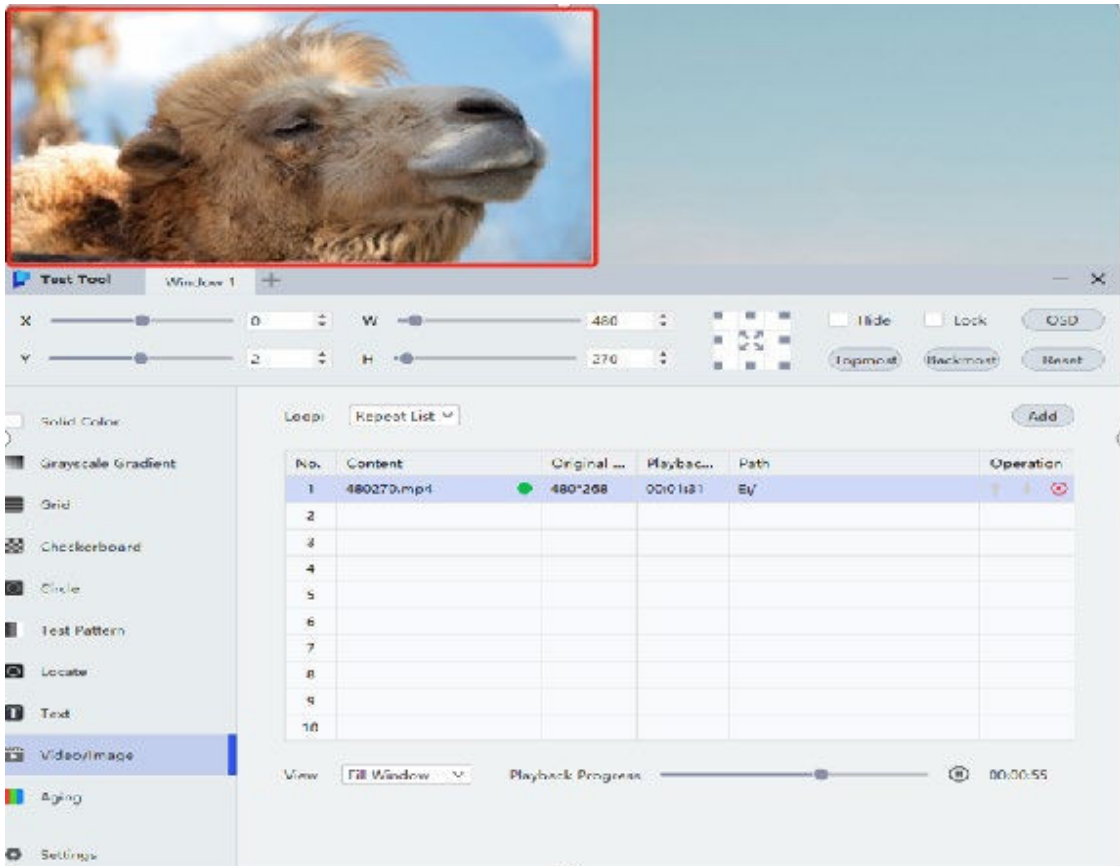 Test Tool Window 1 +
X 0 W 480 Hide Lock OSD
Y 2 H 270 Topmost Backmost Reset
Solid Color
Loop: Repeat List Add
Grayscale Gradient
No. Content Original ... Playbac... Path Operation
1 480270.mp4 480*268 00:01:31 E:/
Grid
2
Checkerboard
3
4
Circle
5
Test Pattern
6
7
Locate
8
9
Text
10
Video/Image
View Fill Window Playback Progress 00:00:55
Aging
Settings